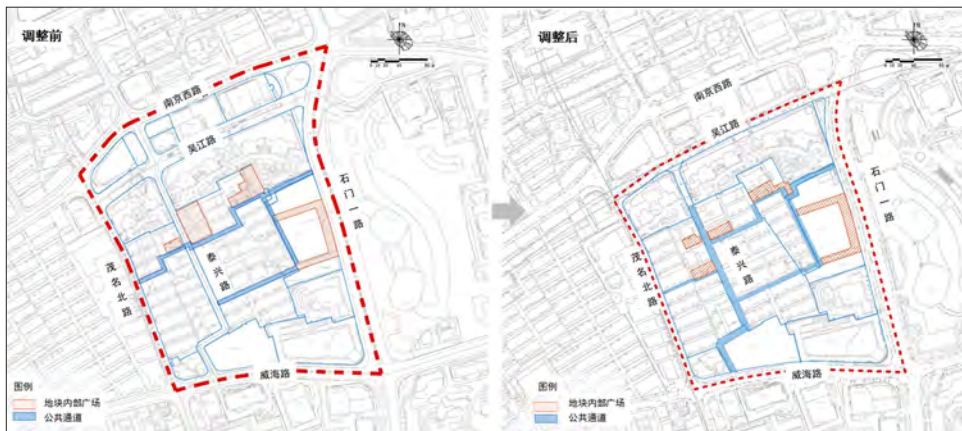 调整前
南京西路
吴江路
石门一路
茂名北路
泰兴路
威海路
图例
地块内部广场
公共通道
调整后
南京西路
吴江路
石门一路
茂名北路
泰兴路
威海路
图例
地块内部广场
公共通道